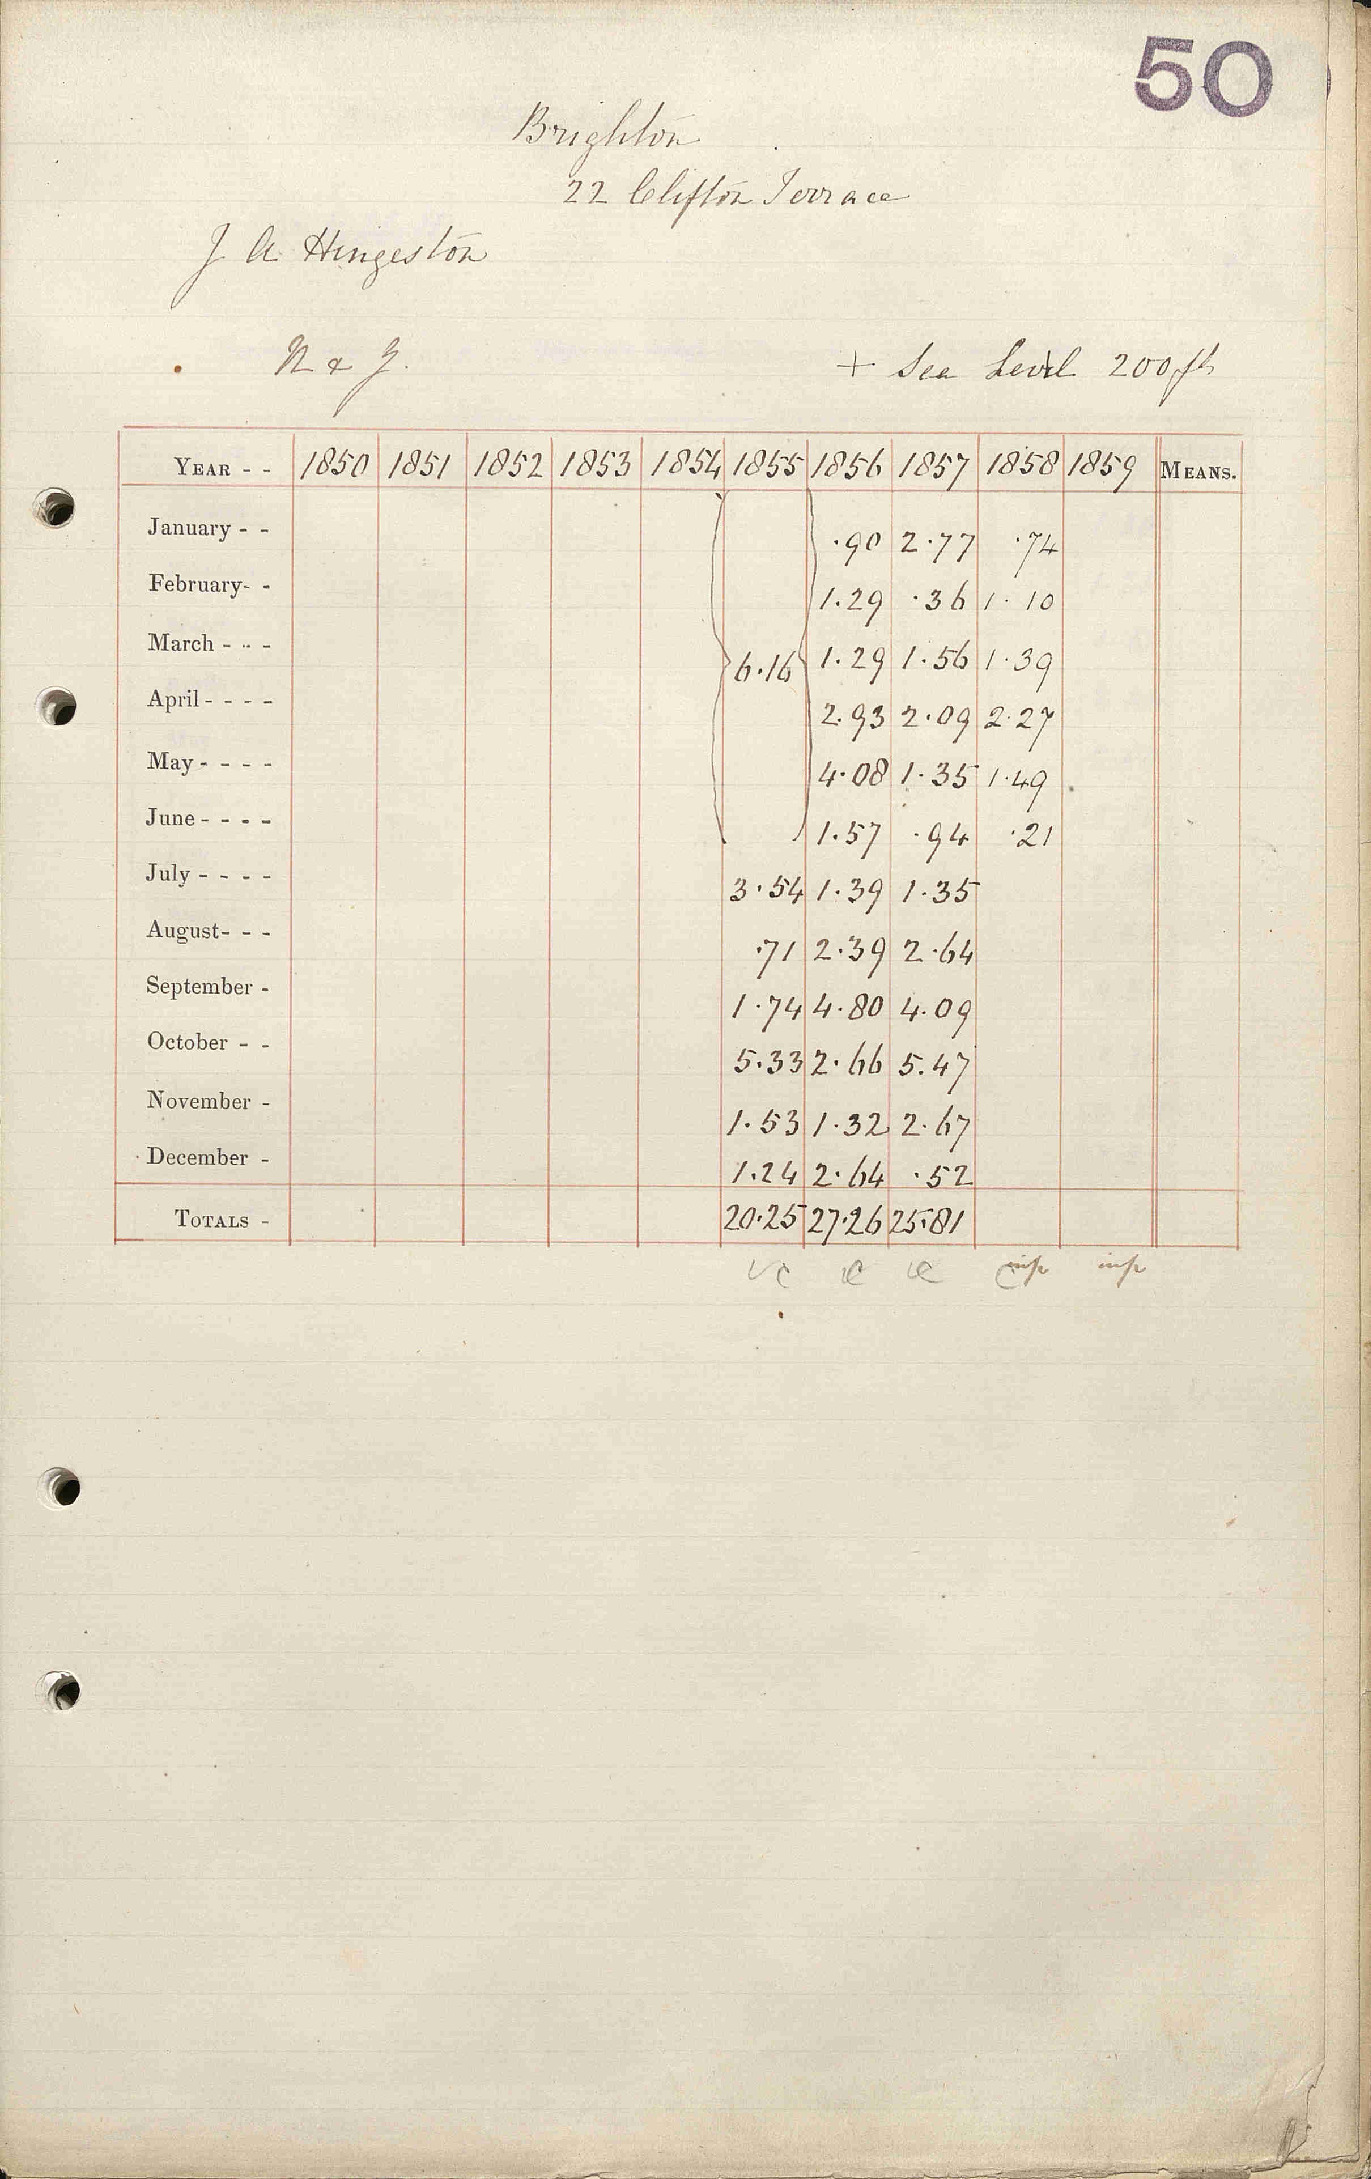 50
Brighton
22 Clifton Terrace
J A Hingeston
N & Z.
+ Sea Level 200 ft
YEAR - - 1850 1851 1852 1853 1854 1855 1856 1857 1858 1859 MEANS.
January - - .90 2.77 .74
February- - 1.29 .36 1.10
March - - - 6.16 1.29 1.56 1.39
April - - - - 2.93 2.09 2.27
May - - - - 4.08 1.35 1.49
June - - - - 1.57 .94 .21
July - - - - 3.54 1.39 1.35
August- - - .71 2.39 2.64
September - 1.74 4.80 4.09
October - - 5.33 2.66 5.47
November - 1.53 1.32 2.67
December - 1.24 2.64 .52
TOTALS - 20.25 27.26 25.81